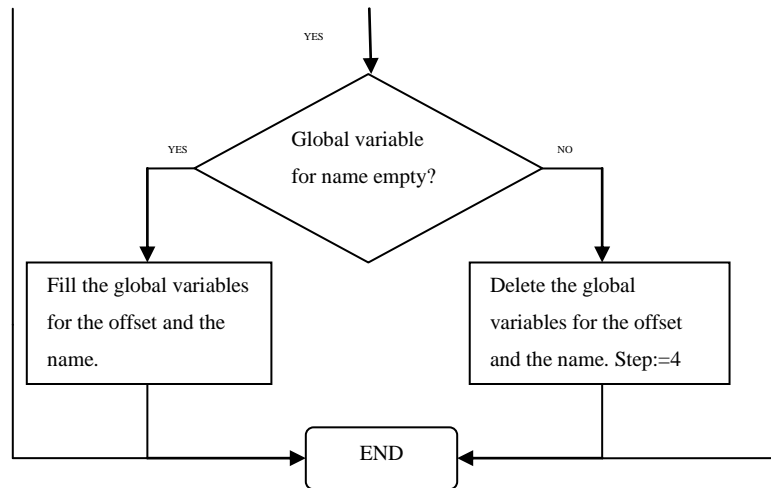 YES
Global variable
for name empty?
YES
NO
Fill the global variables
for the offset and the
name.
Delete the global
variables for the offset
and the name. Step:=4
END